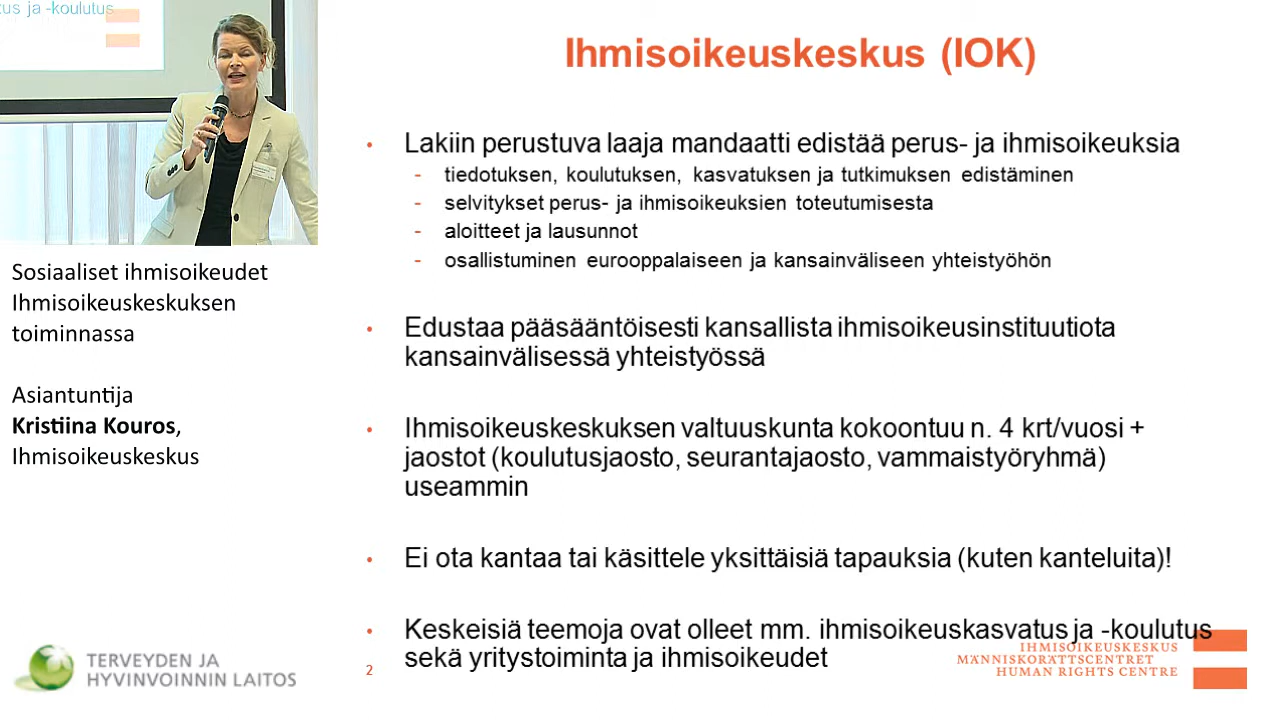 tus ja -koulutus
Ihmisoikeuskeskus (IOK)
• Lakiin perustuva laaja mandaatti edistää perus- ja ihmisoikeuksia
- tiedotuksen, koulutuksen, kasvatuksen ja tutkimuksen edistäminen
- selvitykset perus- ja ihmisoikeuksien toteutumisesta
- aloitteet ja lausunnot
- osallistuminen eurooppalaiseen ja kansainväliseen yhteistyöhön
• Edustaa pääsääntöisesti kansallista ihmisoikeusinstituutiota
kansainvälisessä yhteistyössä
• Ihmisoikeuskeskuksen valtuuskunta kokoontuu n. 4 krt/vuosi +
jaostot (koulutusjaosto, seurantajaosto, vammaistyöryhmä)
useammin
• Ei ota kantaa tai käsittele yksittäisiä tapauksia (kuten kanteluita)!
• Keskeisiä teemoja ovat olleet mm. ihmisoikeuskasvatus ja -koulutus
sekä yritystoiminta ja ihmisoikeudet
Sosiaaliset ihmisoikeudet
Ihmisoikeuskeskuksen
toiminnassa
Asiantuntija
Kristiina Kouros,
Ihmisoikeuskeskus
TERVEYDEN JA
HYVINVOINNIN LAITOS
2
IHMISOIKEUSKESKUS
MÄNNISKORÄTTSCENTRET
HUMAN RIGHTS CENTRE